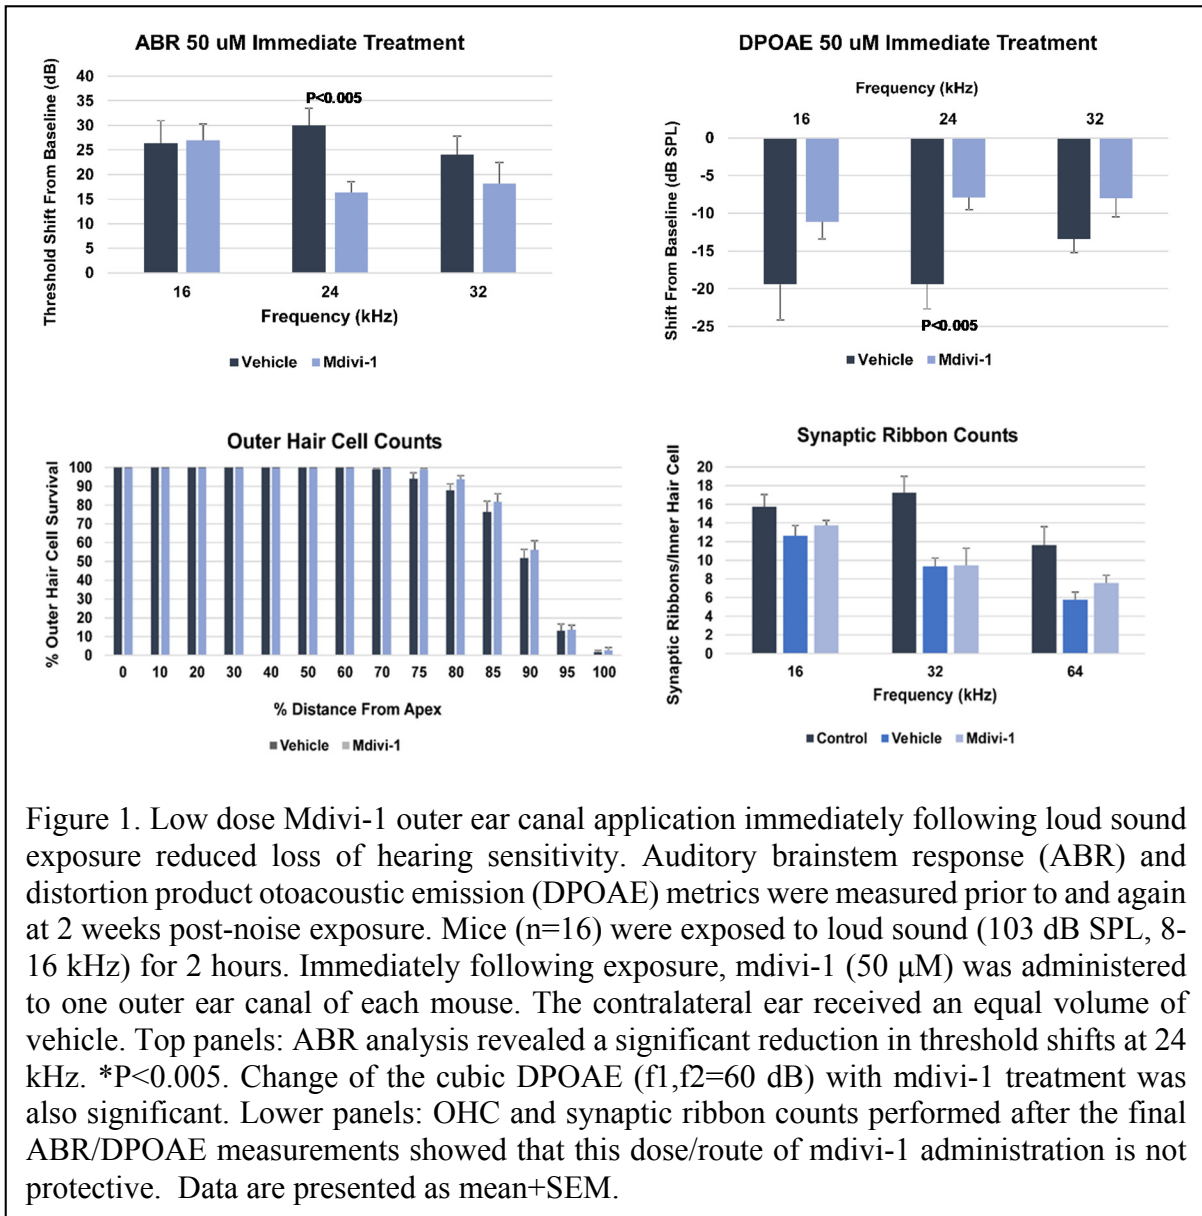 ABR 50 uM Immediate Treatment
Threshold Shift From Baseline (dB)
40
35
30
25
20
15
10
5
0
P<0.005
16 24 32
Frequency (kHz)
Vehicle Mdivi-1
DPOAE 50 uM Immediate Treatment
Frequency (kHz)
16 24 32
Shift From Baseline (dB SPL)
0
-5
-10
-15
-20
-25
P<0.005
Vehicle Mdivi-1
Outer Hair Cell Counts
% Outer Hair Cell Survival
100
90
80
70
60
50
40
30
20
10
0
0 10 20 30 40 50 60 70 75 80 85 90 95 100
% Distance From Apex
Vehicle Mdivi-1
Synaptic Ribbon Counts
Synaptic Ribbons/Inner Hair Cell
20
18
16
14
12
10
8
6
4
2
0
16 32 64
Frequency (kHz)
Control Vehicle Mdivi-1
Figure 1. Low dose Mdivi-1 outer ear canal application immediately following loud sound
exposure reduced loss of hearing sensitivity. Auditory brainstem response (ABR) and
distortion product otoacoustic emission (DPOAE) metrics were measured prior to and again
at 2 weeks post-noise exposure. Mice (n=16) were exposed to loud sound (103 dB SPL, 8-
16 kHz) for 2 hours. Immediately following exposure, mdivi-1 (50 μM) was administered
to one outer ear canal of each mouse. The contralateral ear received an equal volume of
vehicle. Top panels: ABR analysis revealed a significant reduction in threshold shifts at 24
kHz. *P<0.005. Change of the cubic DPOAE (f1,f2=60 dB) with mdivi-1 treatment was
also significant. Lower panels: OHC and synaptic ribbon counts performed after the final
ABR/DPOAE measurements showed that this dose/route of mdivi-1 administration is not
protective. Data are presented as mean+SEM.